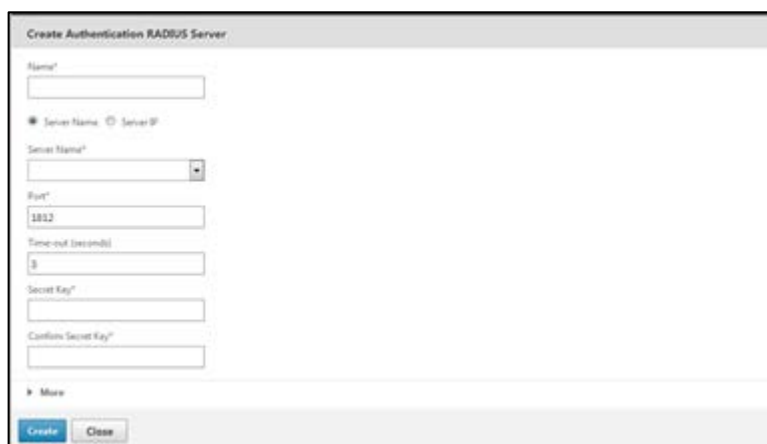 Create Authentication RADIUS Server
Name*
Server Name Server IP
Server Name*
Port*
1812
Time-out (seconds)
3
Secret Key*
Confirm Secret Key*
More
Create Close